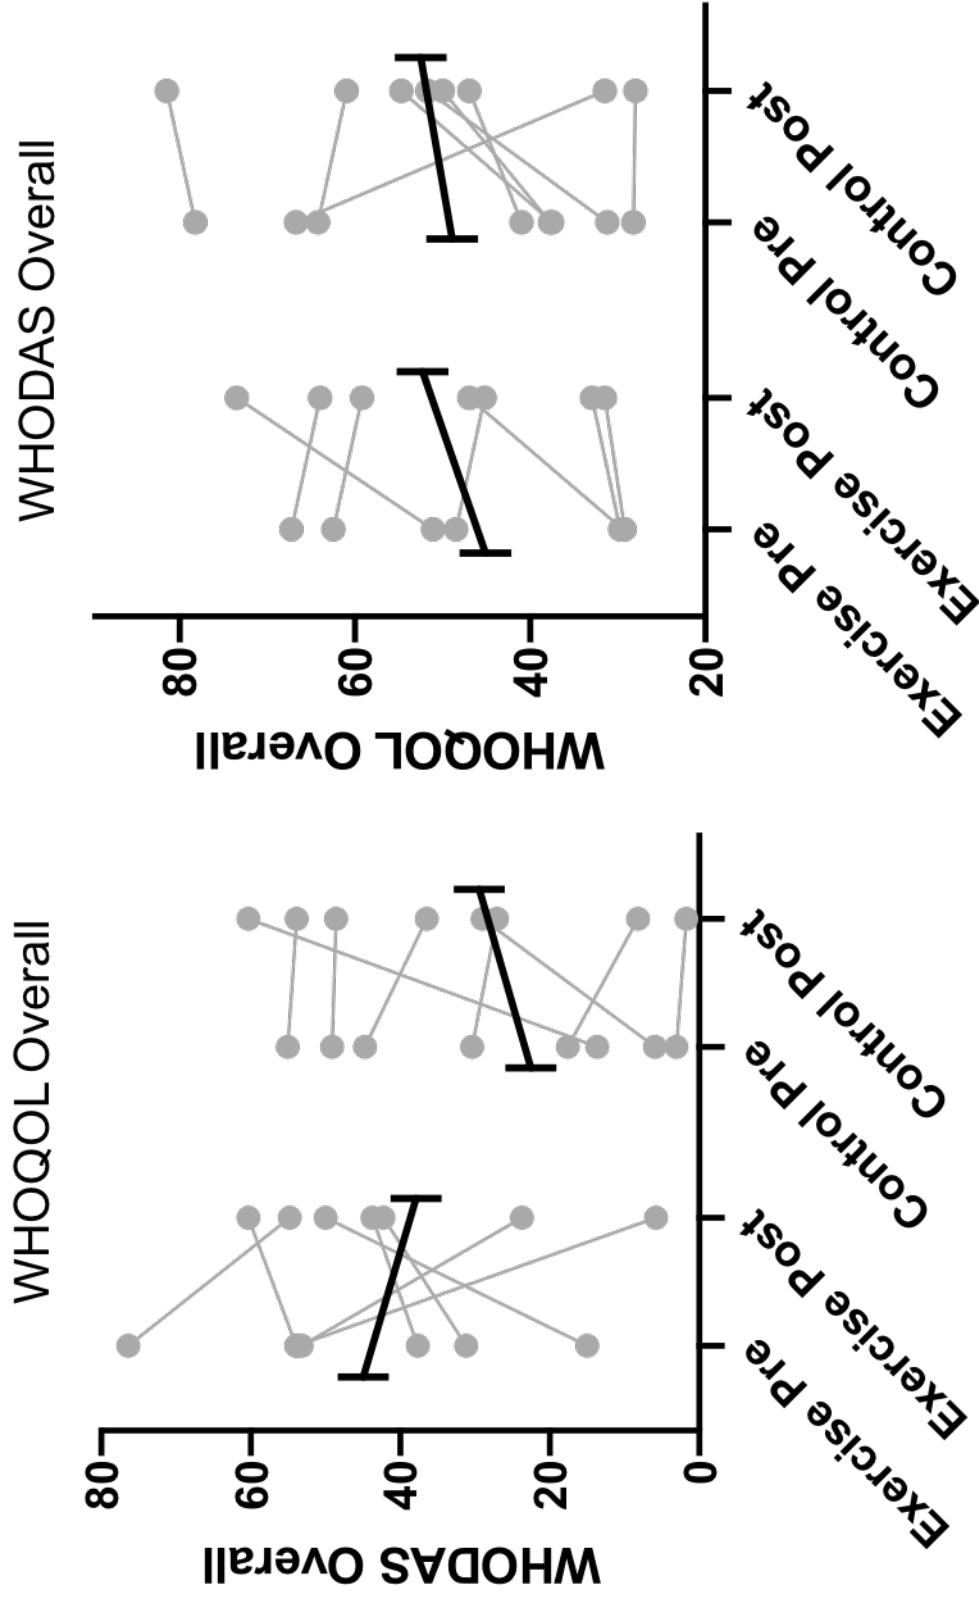 WHOQOL Overall
WHODAS Overall
80
60
40
20
0
Exercise Pre
Exercise Post
Control Pre
Control Post
WHODAS Overall
WHOQOL Overall
80
60
40
20
Exercise Pre
Exercise Post
Control Pre
Control Post